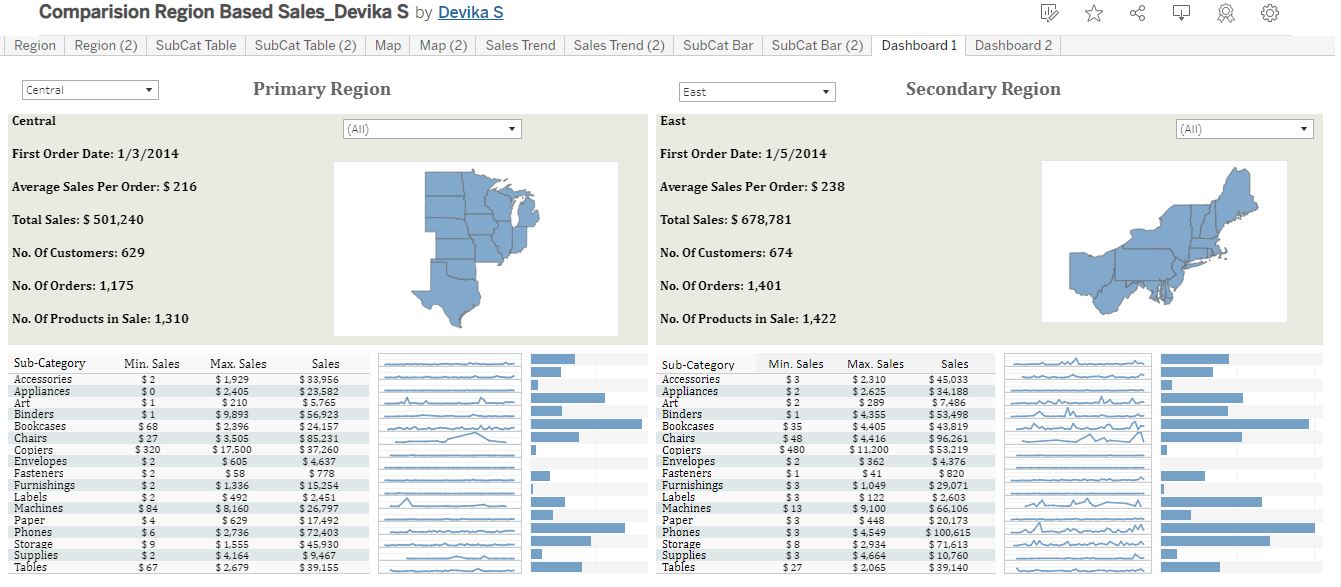 Comparision Region Based Sales_Devika S by Devika S
Region Region (2) SubCat Table SubCat Table (2) Map Map (2) Sales Trend Sales Trend (2) SubCat Bar SubCat Bar (2) Dashboard 1 Dashboard 2
Central Primary Region
East Secondary Region
Central
(All)
First Order Date: 1/3/2014
Average Sales Per Order: $ 216
Total Sales: $ 501,240
No. Of Customers: 629
No. Of Orders: 1,175
No. Of Products in Sale: 1,310
East
(All)
First Order Date: 1/5/2014
Average Sales Per Order: $ 238
Total Sales: $ 678,781
No. Of Customers: 674
No. Of Orders: 1,401
No. Of Products in Sale: 1,422
Sub-Category Min. Sales Max. Sales Sales
Accessories $ 2 $ 1,929 $ 33,956
Appliances $ 0 $ 2,405 $ 23,582
Art $ 1 $ 210 $ 5,765
Binders $ 1 $ 9,893 $ 56,923
Bookcases $ 68 $ 2,396 $ 24,157
Chairs $ 27 $ 3,505 $ 85,231
Copiers $ 320 $ 17,500 $ 37,260
Envelopes $ 2 $ 605 $ 4,637
Fasteners $ 2 $ 58 $ 778
Furnishings $ 2 $ 1,336 $ 15,254
Labels $ 2 $ 492 $ 2,451
Machines $ 84 $ 8,160 $ 26,797
Paper $ 4 $ 629 $ 17,492
Phones $ 6 $ 2,736 $ 72,403
Storage $ 9 $ 1,555 $ 45,930
Supplies $ 2 $ 4,164 $ 9,467
Tables $ 67 $ 2,679 $ 39,155
Sub-Category Min. Sales Max. Sales Sales
Accessories $ 3 $ 2,310 $ 45,033
Appliances $ 2 $ 2,625 $ 34,188
Art $ 2 $ 289 $ 7,486
Binders $ 1 $ 4,355 $ 53,498
Bookcases $ 35 $ 4,405 $ 43,819
Chairs $ 48 $ 4,416 $ 96,261
Copiers $ 480 $ 11,200 $ 53,219
Envelopes $ 2 $ 362 $ 4,376
Fasteners $ 1 $ 41 $ 820
Furnishings $ 3 $ 1,049 $ 29,071
Labels $ 3 $ 122 $ 2,603
Machines $ 13 $ 9,100 $ 66,106
Paper $ 3 $ 448 $ 20,173
Phones $ 3 $ 4,549 $ 100,615
Storage $ 8 $ 2,934 $ 71,613
Supplies $ 3 $ 4,664 $ 10,760
Tables $ 27 $ 2,065 $ 39,140